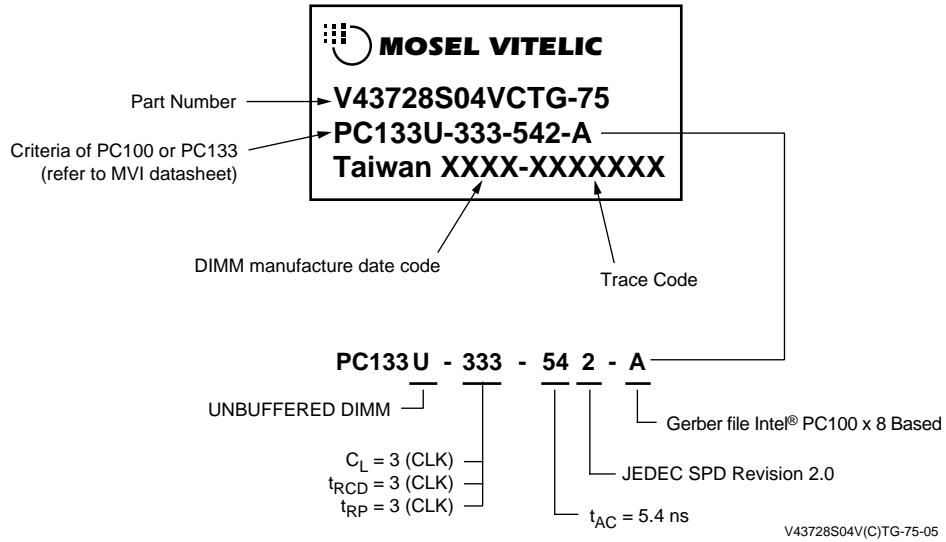 MOSEL VITELIC
Part Number
V43728S04VCTG-75
Criteria of PC100 or PC133
(refer to MVI datasheet)
PC133U-333-542-A
Taiwan XXXX-XXXXXXX
DIMM manufacture date code
Trace Code
PC133 U - 333 - 54 2 - A
UNBUFFERED DIMM
Gerber file Intel® PC100 x 8 Based
CL = 3 (CLK)
tRCD = 3 (CLK)
tRP = 3 (CLK)
JEDEC SPD Revision 2.0
tAC = 5.4 ns
V43728S04V(C)TG-75-05